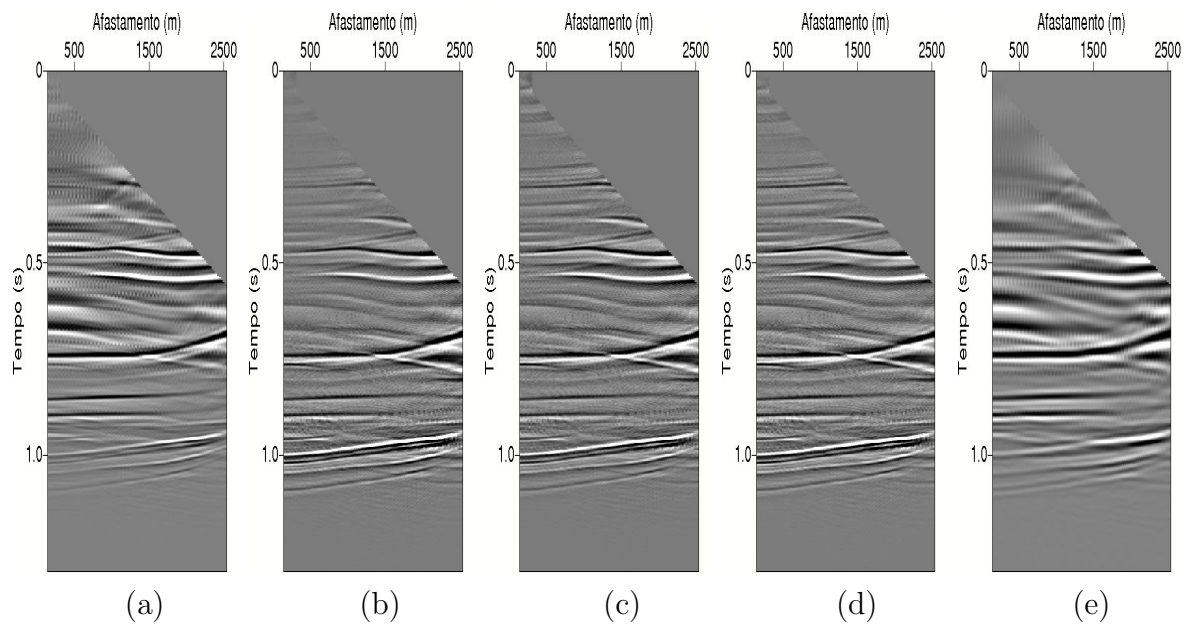 Afastamento (m) Afastamento (m) Afastamento (m) Afastamento (m) Afastamento (m)
500 1500 2500 500 1500 2500 500 1500 2500 500 1500 2500 500 1500 2500
0 0 0 0 0
0.5 0.5 0.5 0.5 0.5
Tempo (s) Tempo (s) Tempo (s) Tempo (s) Tempo (s)
1.0 1.0 1.0 1.0 1.0
(a) (b) (c) (d) (e)